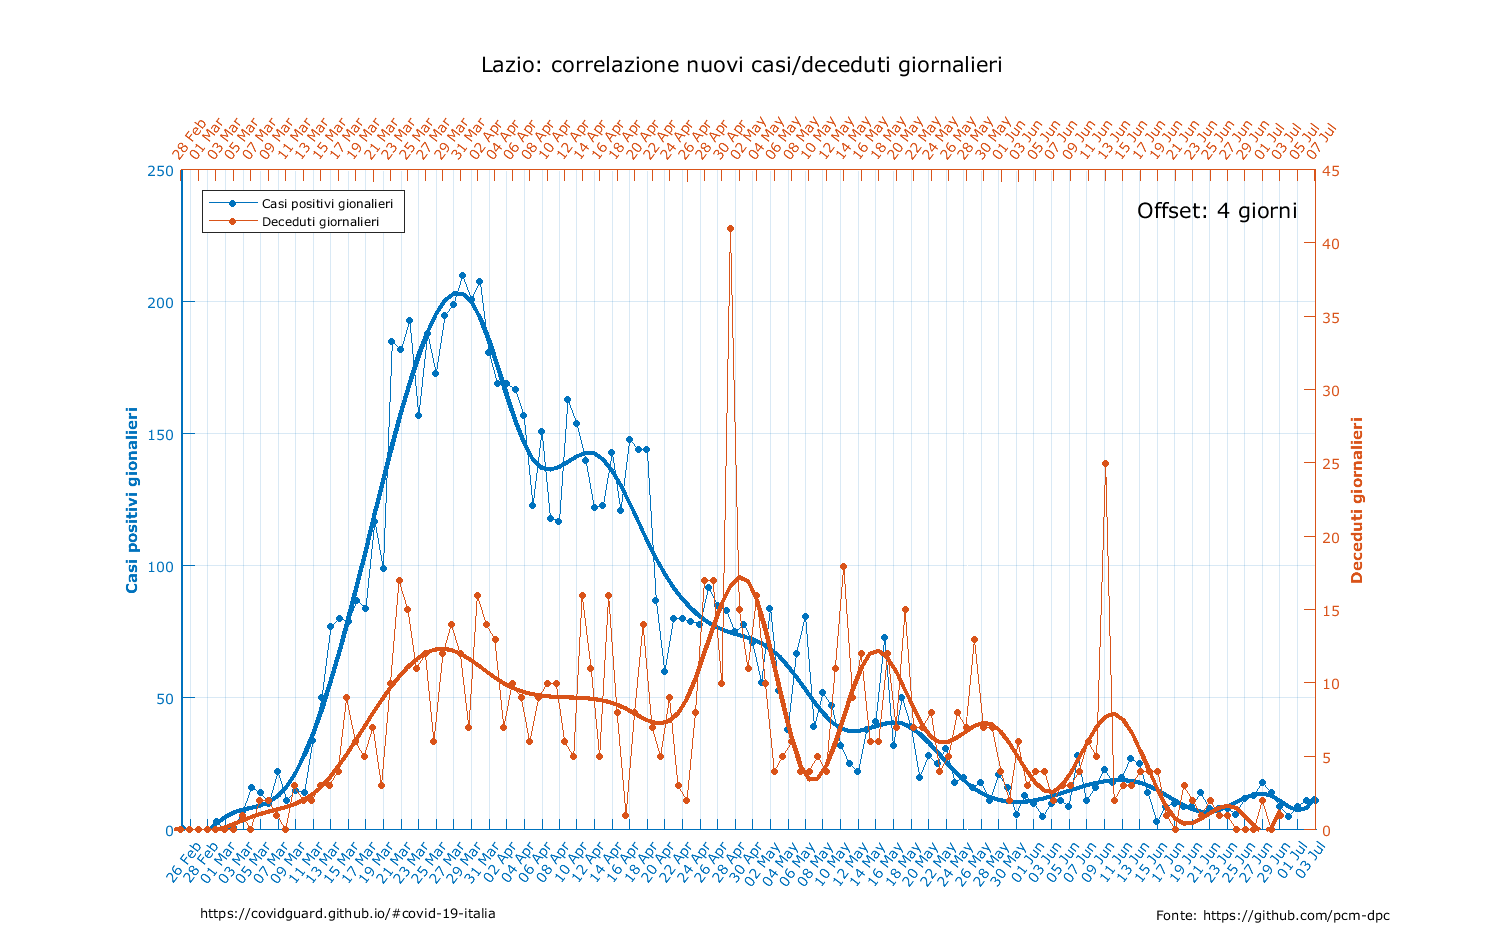 Lazio: correlazione nuovi casi/deceduti giornalieri
28 Feb 01 Mar 03 Mar 05 Mar 07 Mar 09 Mar 11 Mar 13 Mar 15 Mar 17 Mar 19 Mar 21 Mar 23 Mar 25 Mar 27 Mar 29 Mar 31 Mar 02 Apr 04 Apr 06 Apr 08 Apr 10 Apr 12 Apr 14 Apr 16 Apr 18 Apr 20 Apr 22 Apr 24 Apr 26 Apr 28 Apr 30 Apr 02 May 04 May 06 May 08 May 10 May 12 May 14 May 16 May 18 May 20 May 22 May 24 May 26 May 28 May 30 May 01 Jun 03 Jun 05 Jun 07 Jun 09 Jun 11 Jun 13 Jun 15 Jun 17 Jun 19 Jun 21 Jun 23 Jun 25 Jun 27 Jun 29 Jun 01 Jul 03 Jul 05 Jul 07 Jul
250
200
150
100
50
0
Casi positivi gionalieri
Casi positivi gionalieri
Deceduti giornalieri
Offset: 4 giorni
45
40
35
30
25
20
15
10
5
0
Deceduti giornalieri
26 Feb 28 Feb 01 Mar 03 Mar 05 Mar 07 Mar 09 Mar 11 Mar 13 Mar 15 Mar 17 Mar 19 Mar 21 Mar 23 Mar 25 Mar 27 Mar 29 Mar 31 Mar 02 Apr 04 Apr 06 Apr 08 Apr 10 Apr 12 Apr 14 Apr 16 Apr 18 Apr 20 Apr 22 Apr 24 Apr 26 Apr 28 Apr 30 Apr 02 May 04 May 06 May 08 May 10 May 12 May 14 May 16 May 18 May 20 May 22 May 24 May 26 May 28 May 30 May 01 Jun 03 Jun 05 Jun 07 Jun 09 Jun 11 Jun 13 Jun 15 Jun 17 Jun 19 Jun 21 Jun 23 Jun 25 Jun 27 Jun 29 Jun 01 Jul 03 Jul
https://covidguard.github.io/#covid-19-italia
Fonte: https://github.com/pcm-dpc